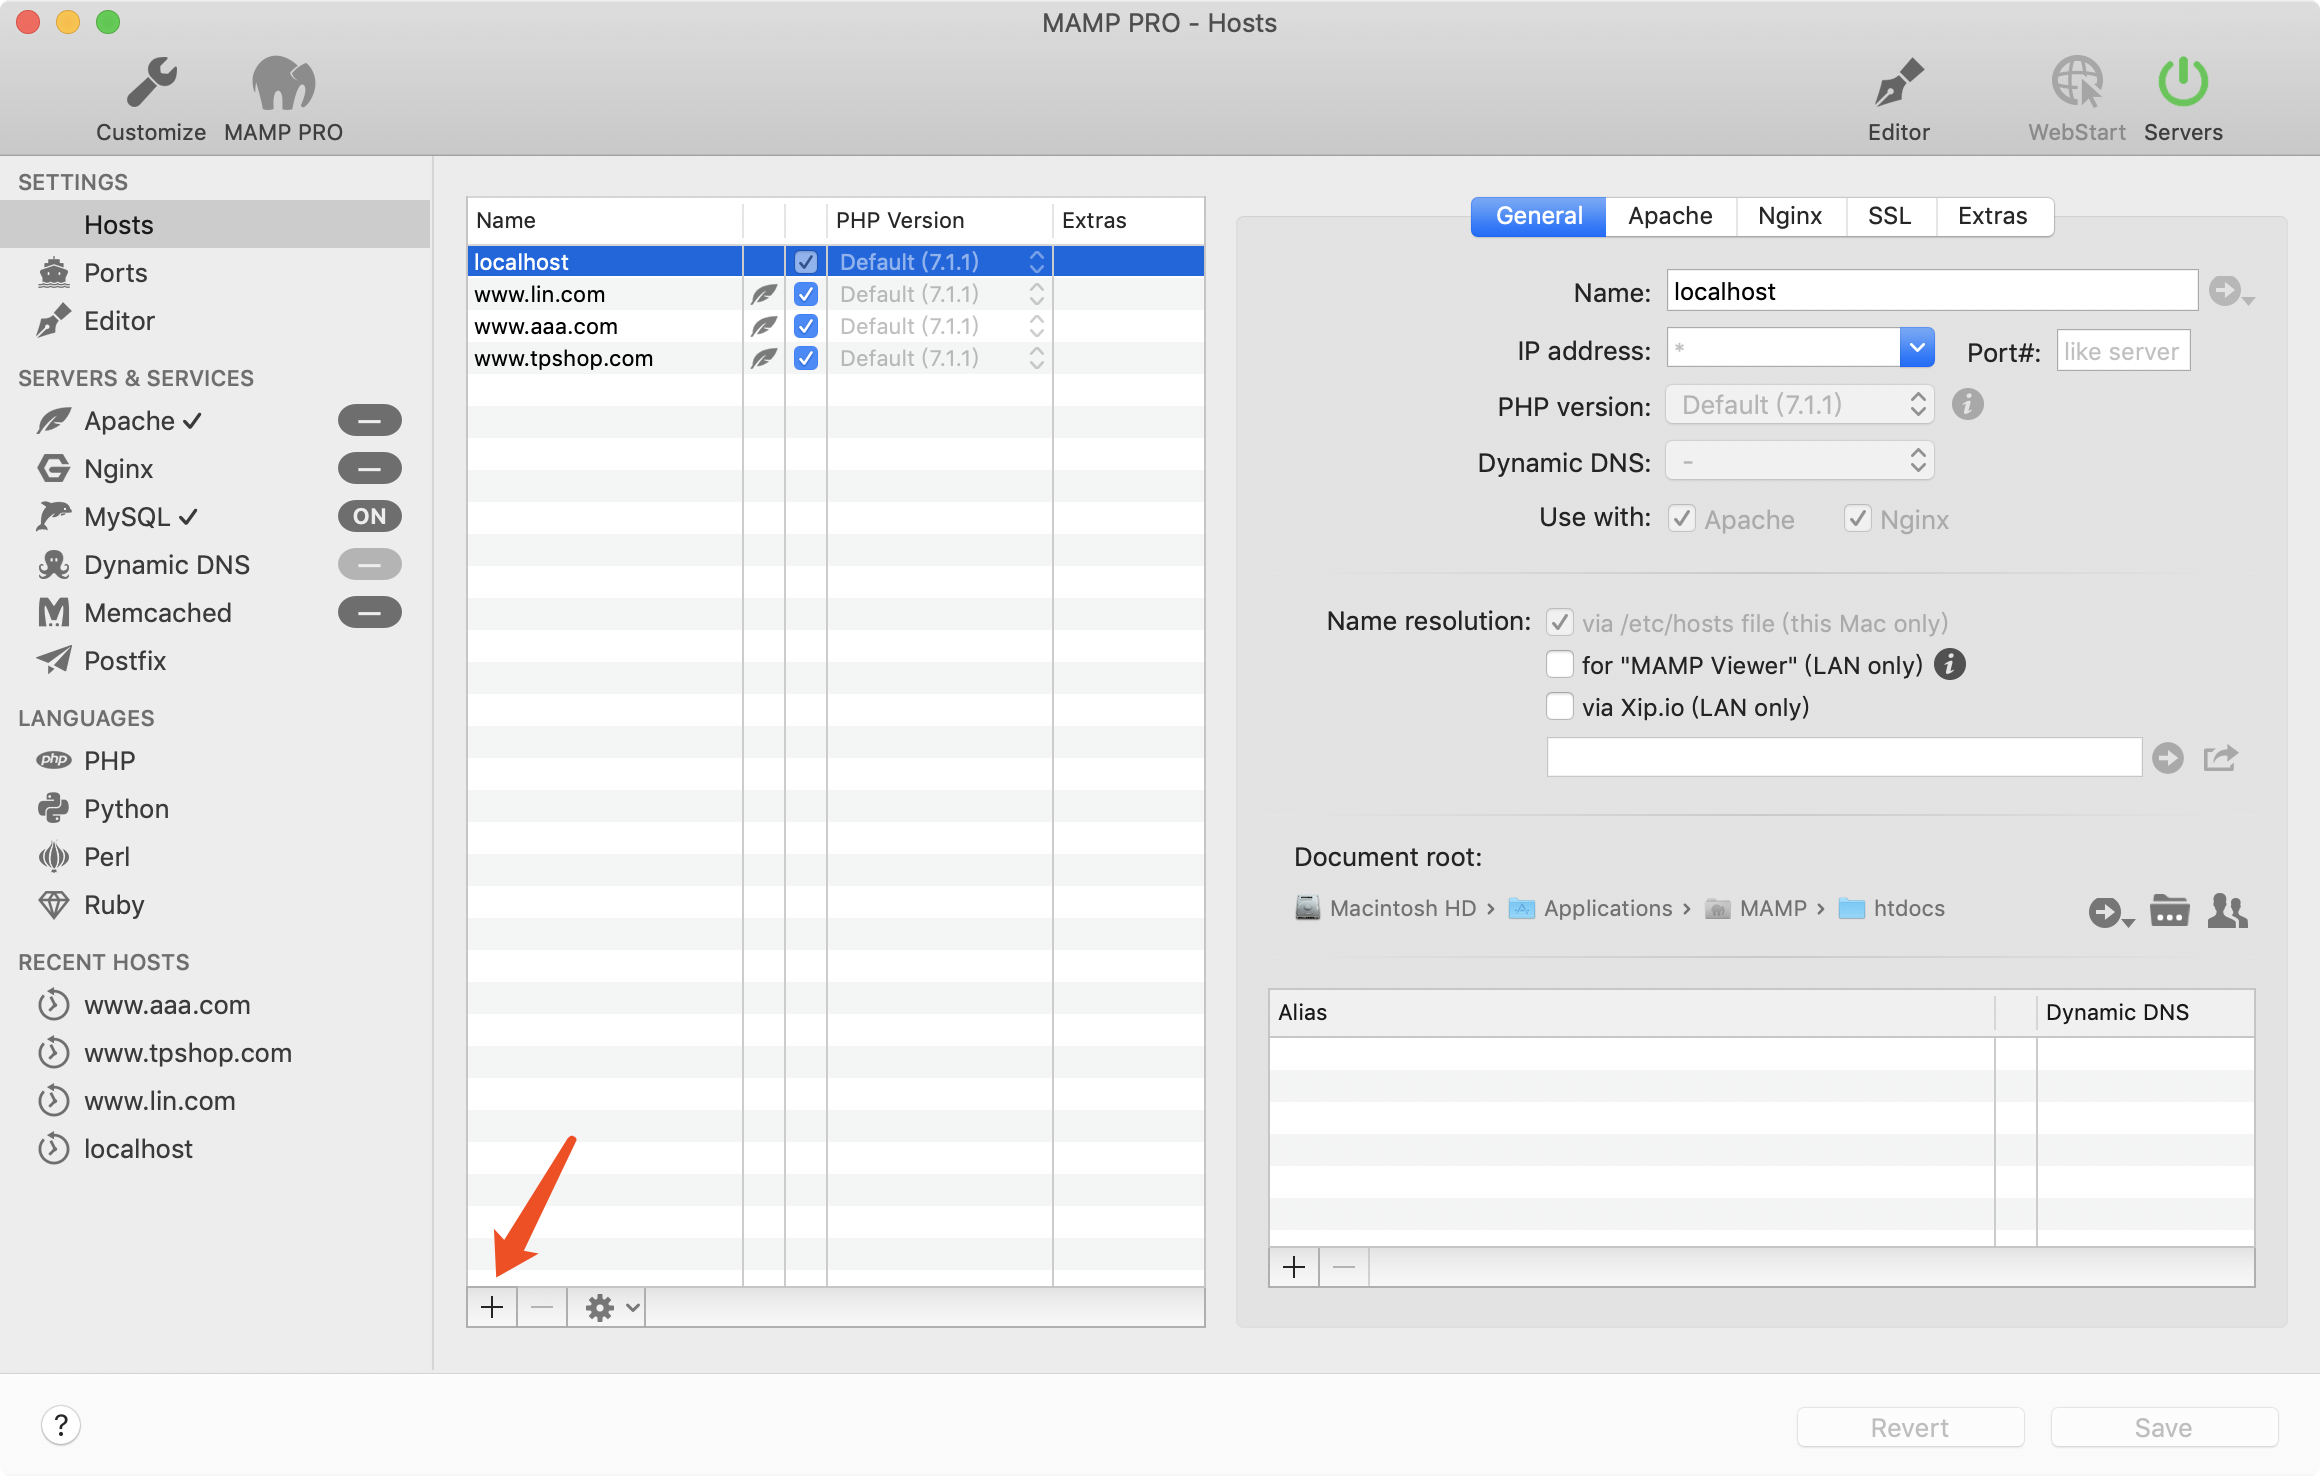 MAMP PRO - Hosts
Customize
MAMP PRO
Editor
WebStart
Servers
SETTINGS
Hosts
Ports
Editor
SERVERS & SERVICES
Apache ✓
Nginx
MySQL ✓ ON
Dynamic DNS
Memcached
Postfix
LANGUAGES
php PHP
Python
Perl
Ruby
RECENT HOSTS
www.aaa.com
www.tpshop.com
www.lin.com
localhost
Name PHP Version Extras
localhost Default (7.1.1)
www.lin.com Default (7.1.1)
www.aaa.com Default (7.1.1)
www.tpshop.com Default (7.1.1)
General Apache Nginx SSL Extras
Name: localhost
IP address: * Port#: like server
PHP version: Default (7.1.1)
Dynamic DNS: -
Use with: Apache Nginx
Name resolution: via /etc/hosts file (this Mac only)
for "MAMP Viewer" (LAN only)
via Xip.io (LAN only)
Document root:
Macintosh HD › Applications › MAMP › htdocs
Alias Dynamic DNS
?
Revert
Save